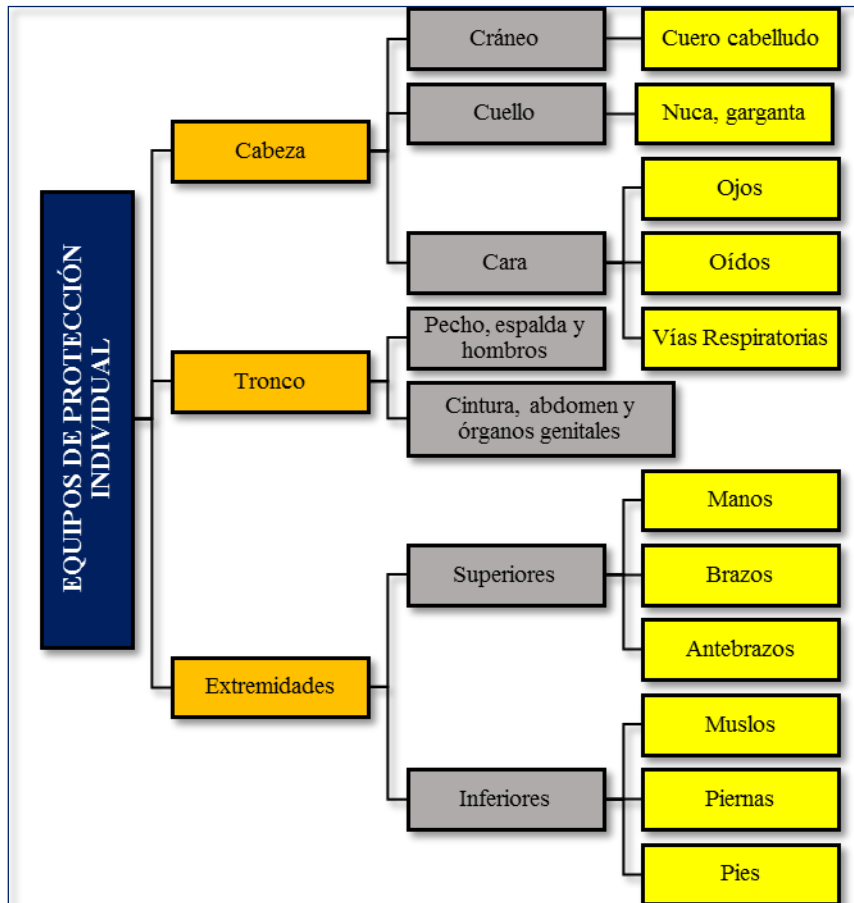 EQUIPOS DE PROTECCIÓN
INDIVIDUAL
Cabeza
Cráneo
Cuero cabelludo
Cuello
Nuca, garganta
Cara
Ojos
Oídos
Vías Respiratorias
Tronco
Pecho, espalda y
hombros
Cintura, abdomen y
órganos genitales
Extremidades
Superiores
Manos
Brazos
Antebrazos
Inferiores
Muslos
Piernas
Pies